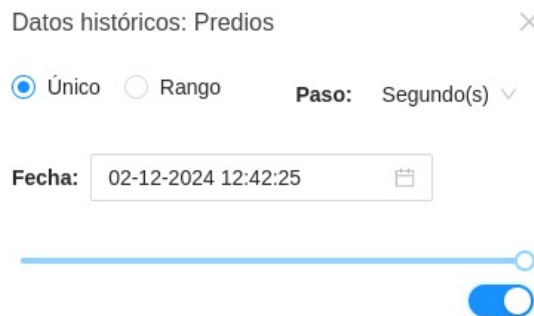 Datos históricos: Predios
Único Rango Paso: Segundo(s)
Fecha: 02-12-2024 12:42:25